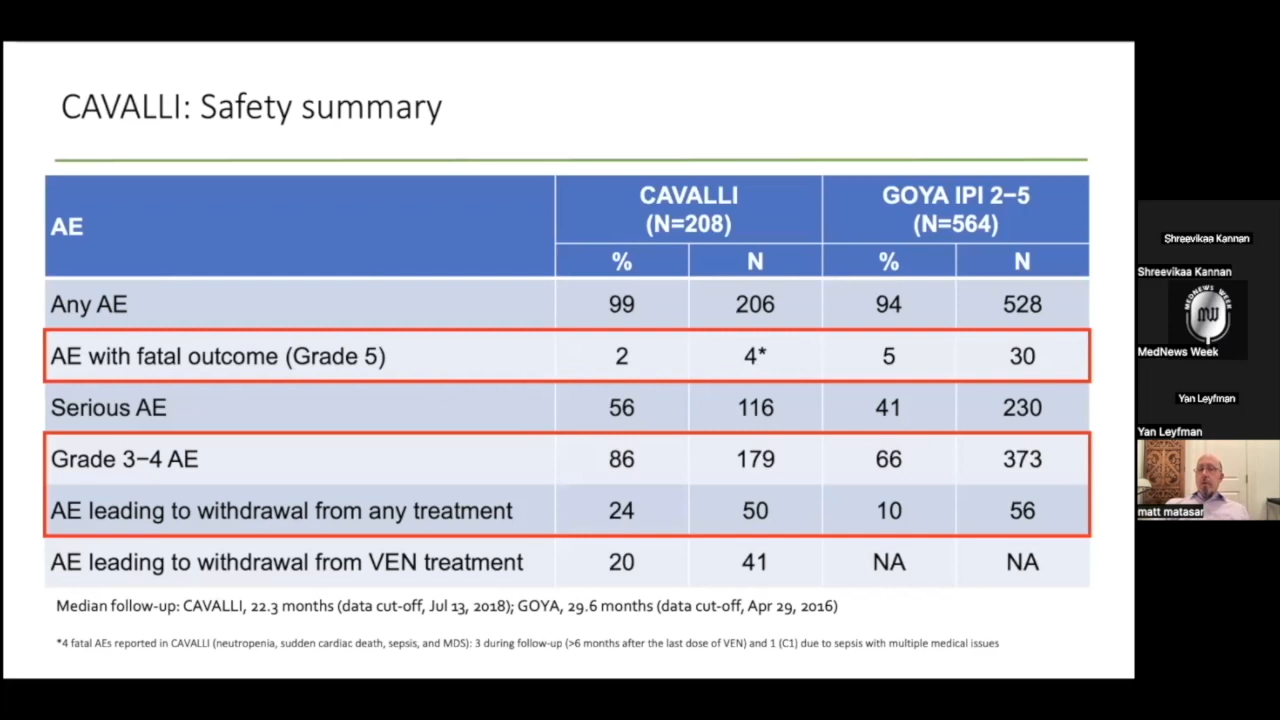 CAVALLI: Safety summary
AE
CAVALLI
(N=208)
GOYA IPI 2–5
(N=564)
% N % N
Any AE 99 206 94 528
AE with fatal outcome (Grade 5) 2 4* 5 30
Serious AE 56 116 41 230
Grade 3–4 AE 86 179 66 373
AE leading to withdrawal from any treatment 24 50 10 56
AE leading to withdrawal from VEN treatment 20 41 NA NA
Median follow-up: CAVALLI, 22.3 months (data cut-off, Jul 13, 2018); GOYA, 29.6 months (data cut-off, Apr 29, 2016)
*4 fatal AEs reported in CAVALLI (neutropenia, sudden cardiac death, sepsis, and MDS): 3 during follow-up (>6 months after the last dose of VEN) and 1 (C1) due to sepsis with multiple medical issues
Shreevikaa Kannan
Shreevikaa Kannan
MEDNEWS WEEK
MW
MedNews Week
Yan Leyfman
Yan Leyfman
matt matasar